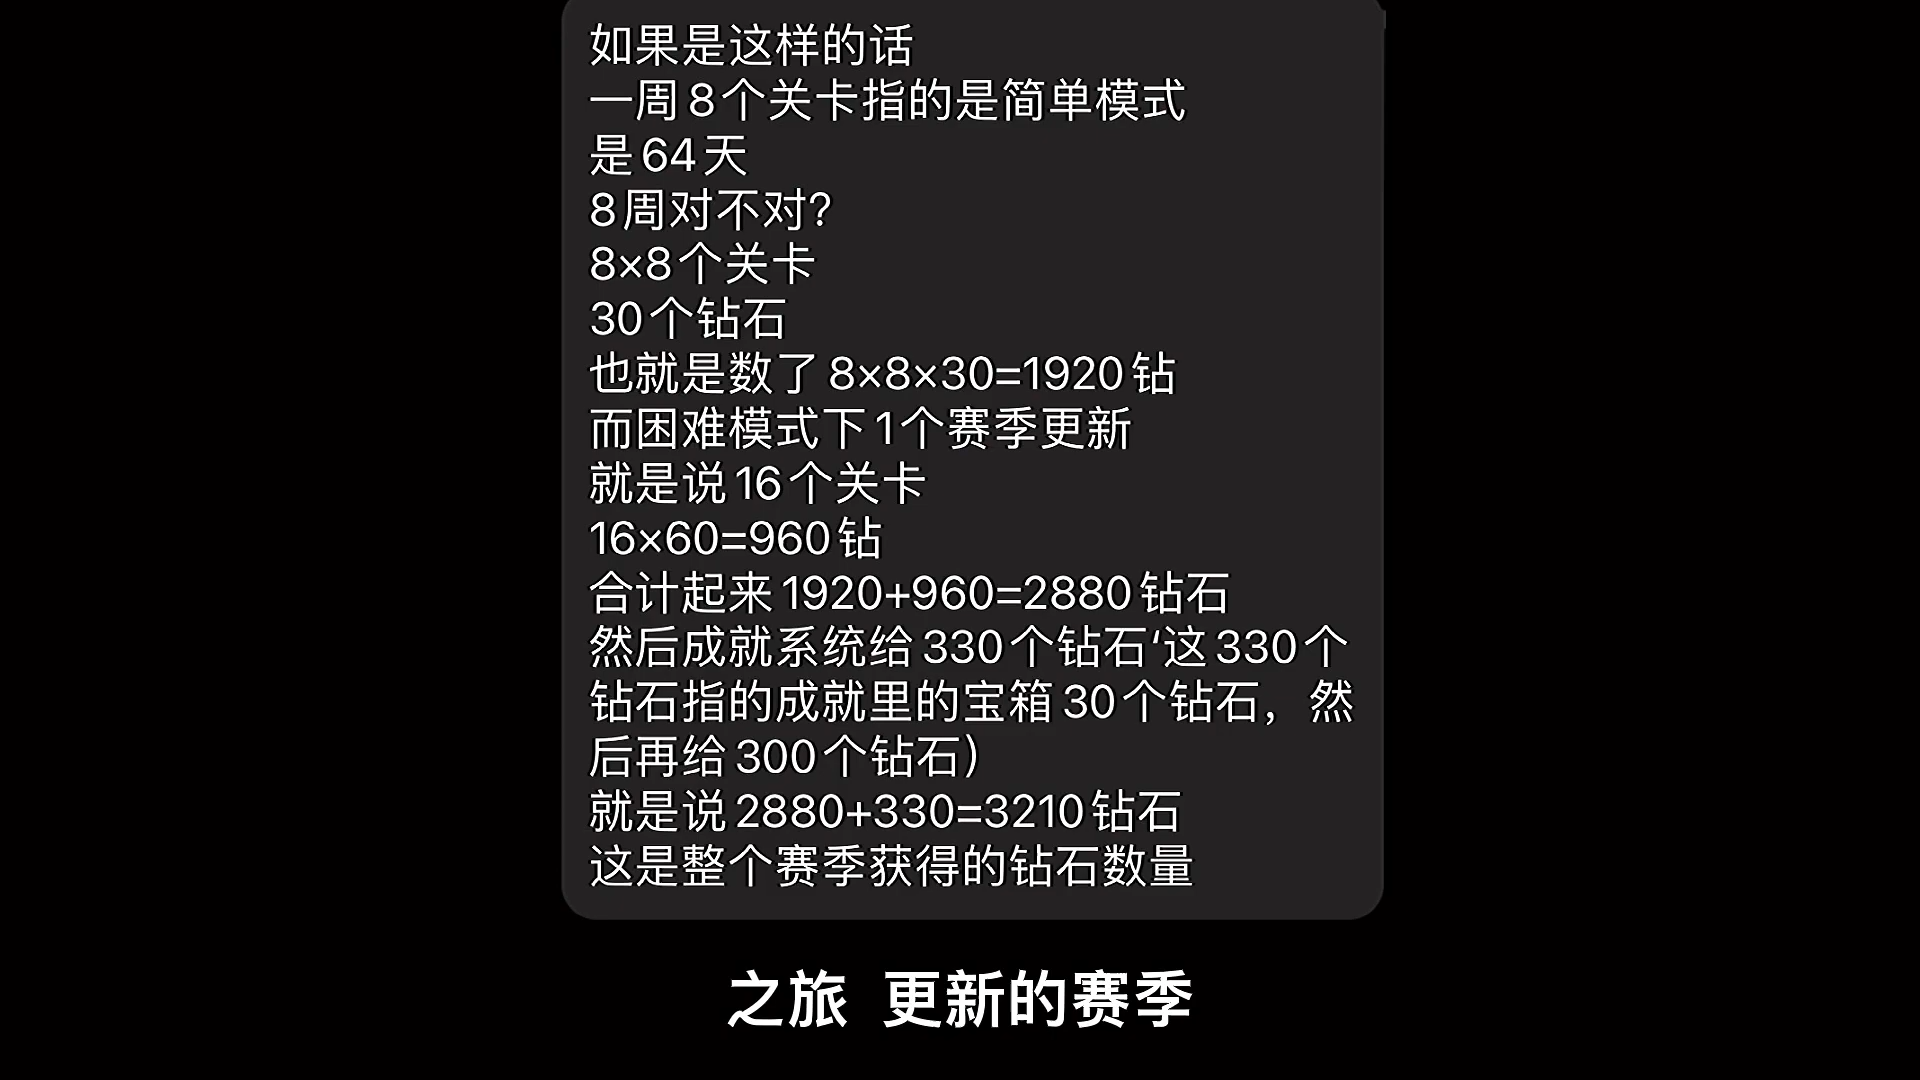 如果是这样的话
一周8个关卡指的是简单模式
是64天
8周对不对?
8×8个关卡
30个钻石
也就是数了8×8×30=1920钻
而困难模式下1个赛季更新
就是说16个关卡
16×60=960钻
合计起来1920+960=2880钻石
然后成就系统给330个钻石‘这330个
钻石指的成就里的宝箱30个钻石，然
后再给300个钻石）
就是说2880+330=3210钻石
这是整个赛季获得的钻石数量
之旅 更新的赛季